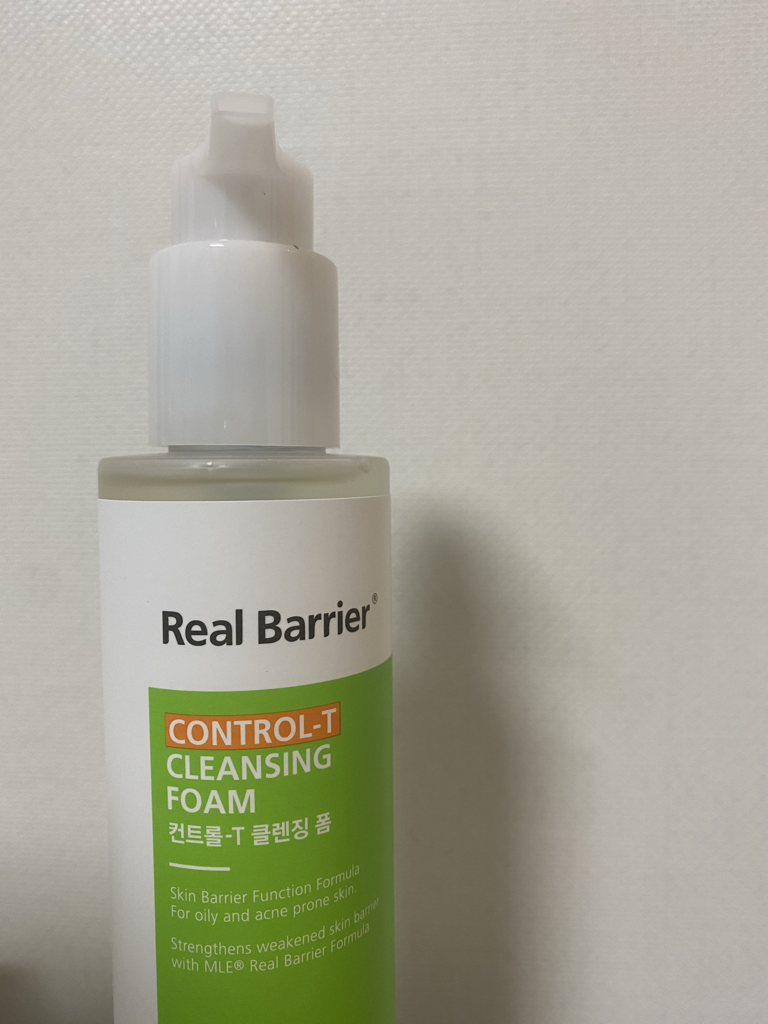 Real Barrier®
CONTROL-T
CLEANSING
FOAM
컨트롤-T 클렌징 폼
Skin Barrier Function Formula
For oily and acne prone skin.
Strengthens weakened skin barrier
with MLE® Real Barrier Formula